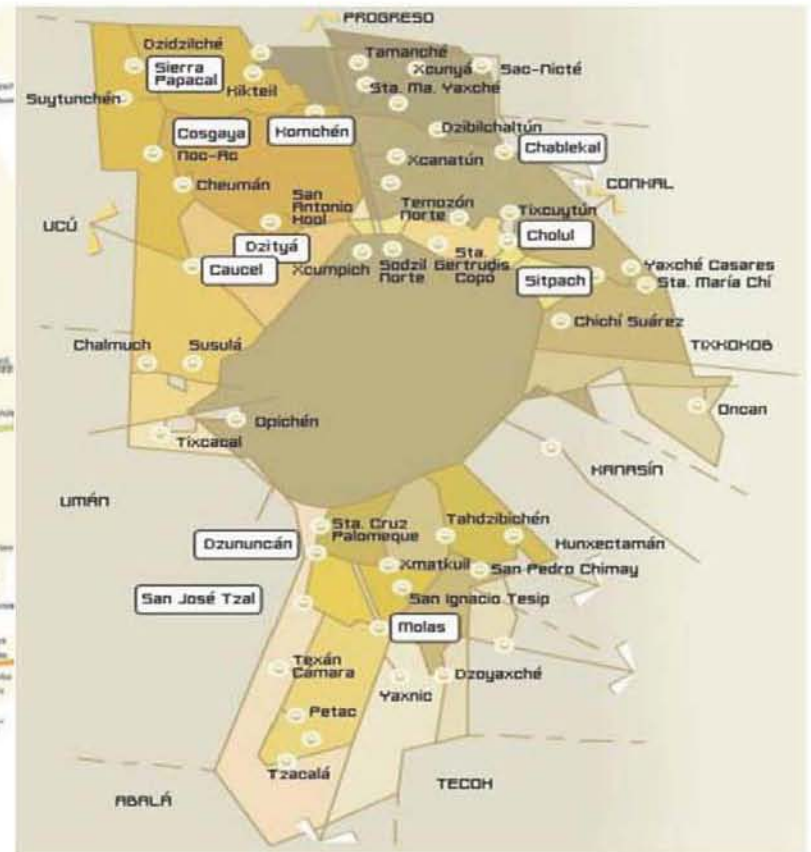 PROGRESO
Dzidzilché
Tamanché
Sierra
Papacal
Xcunyá
Sac-Nicté
Kikteil
Sta. Ma. Yaxché
Suytunchén
Cosgaya
Komchén
Dzibilchaltún
Chablekal
Noc-Ac
Xcanatún
Cheumán
CONKAL
San
Antonio
Hool
Temozón
Norte
Tixcuytún
UCÚ
Dzityá
Cholul
Caucel
Xcumpich
Sodzil
Norte
Sta.
Gertrudis
Copó
Sitpach
Yaxché Casares
Sta. María Chí
Chichí Suárez
Chalmuch
Susulá
TIXKOKOB
Oncan
Opichén
Tixcacal
KANASÍN
UMÁN
Sta. Cruz
Palomeque
Tahdzibichén
Dzununcán
Hunxectamán
Xmatkuil
San Pedro Chimay
San José Tzal
San Ignacio Tesip
Molas
Texán
Cámara
Dzoyaxché
Yaxnic
Petac
Tzacalá
TECOH
ABALÁ